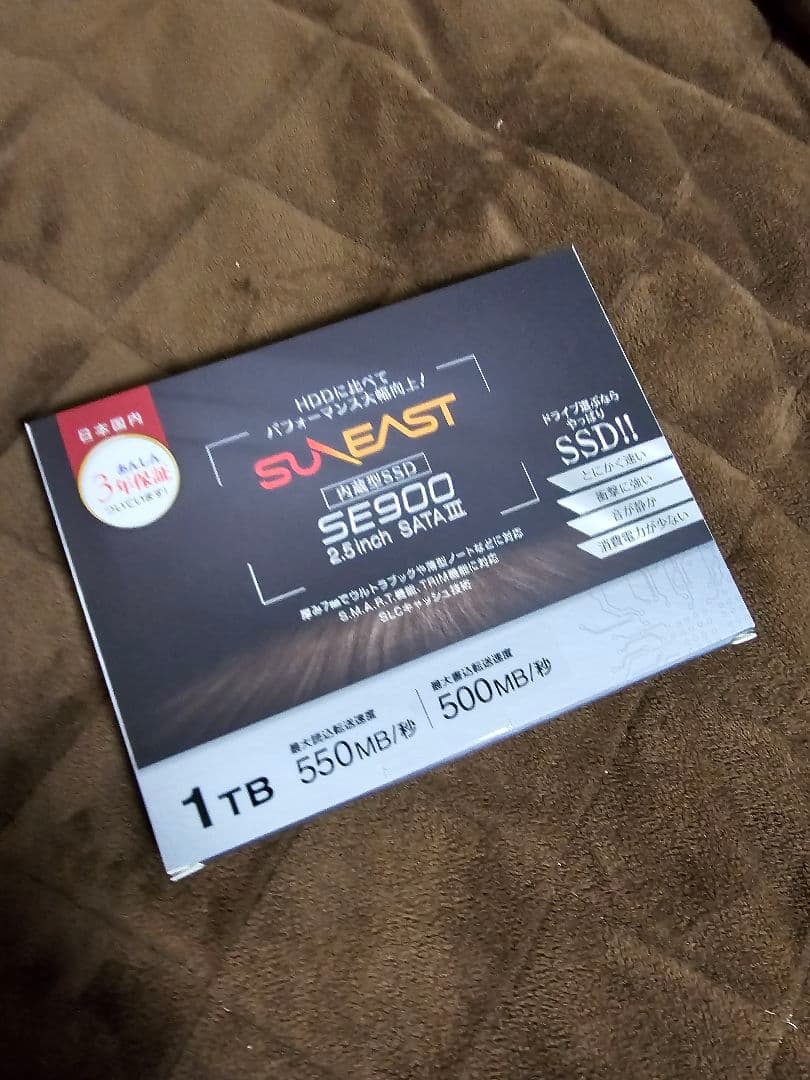 日本国内
あんしん
3年保証
ついています!
HDDに比べて
パフォーマンス大幅向上!
SUNEAST
内蔵型SSD
SE900
2.5inch SATAⅢ
厚み7㎜でウルトラブックや薄型ノートなどに対応
S.M.A.R.T.機能、TRIM機能に対応
SLCキャッシュ技術
ドライブ選ぶなら
やっぱり
SSD!!
とにかく速い
衝撃に強い
音が静か
消費電力が少ない
1TB
最大読込転送速度
550MB/秒
最大書込転送速度
500MB/秒